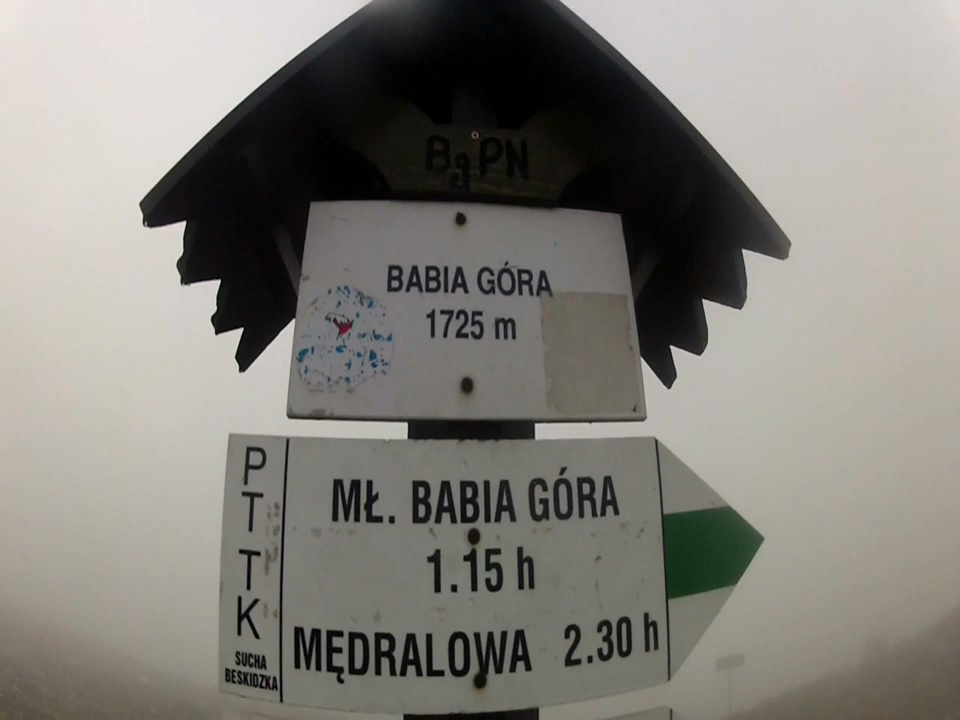 BgPN
BABIA GÓRA
1725 m
PTTK
SUCHA
BESKIDZKA
MŁ. BABIA GÓRA
1.15 h
MĘDRALOWA 2.30 h